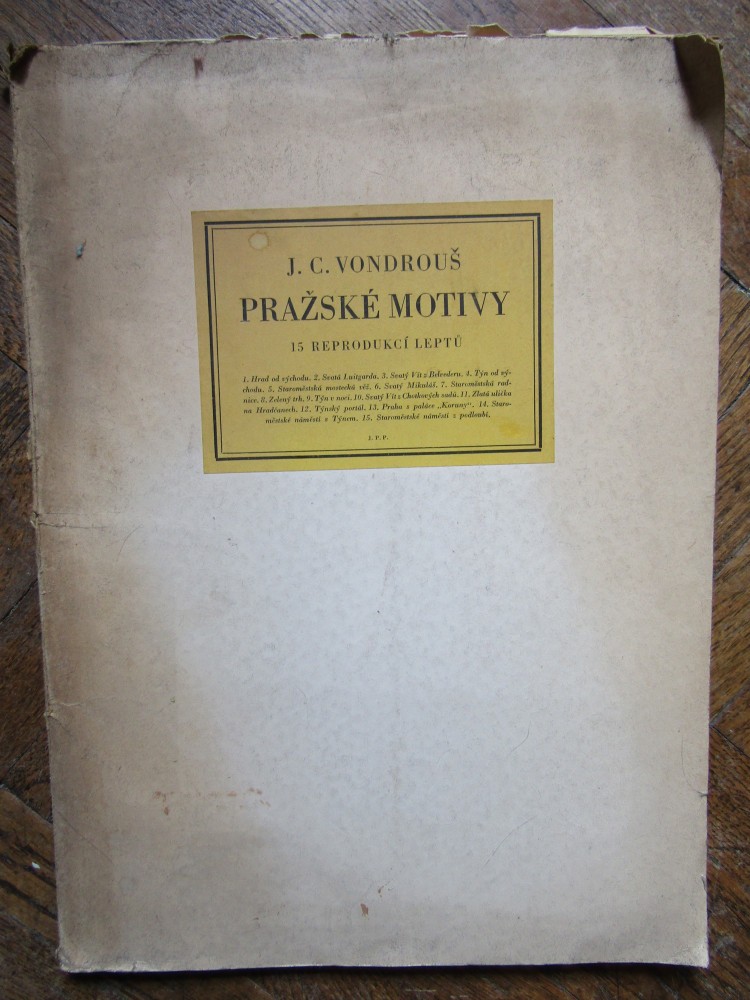 J. C. VONDROUŠ
PRAŽSKÉ MOTIVY
15 REPRODUKCÍ LEPTŮ
1. Hrad od východu. 2. Svatá Luitgarda. 3. Svatý Vít z Belvederu. 4. Týn od vý-
chodu. 5. Staroměstská mostecká věž. 6. Svatý Mikuláš. 7. Staroměstská rad-
nice. 8. Zelený trh. 9. Týn v noci. 10. Svatý Vít z Chotkových sadů. 11. Zlatá ulička
na Hradčanech. 12. Týnský portál. 13. Praha s paláce „Koruny“. 14. Staro-
městské náměstí s Týnem. 15. Staroměstské náměstí z podloubí.
J. P. P.